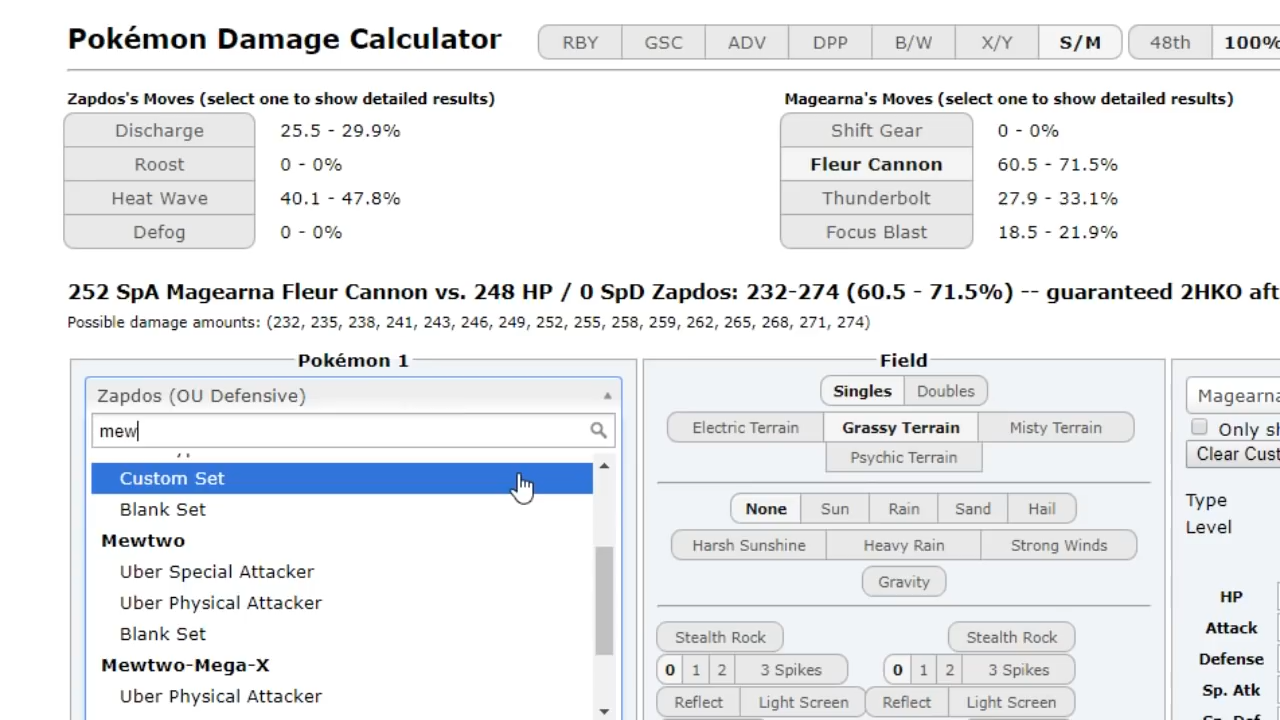 Pokémon Damage Calculator
RBY GSC ADV DPP B/W X/Y S/M 48th 100%
Zapdos's Moves (select one to show detailed results)
Discharge 25.5 - 29.9%
Roost 0 - 0%
Heat Wave 40.1 - 47.8%
Defog 0 - 0%
Magearna's Moves (select one to show detailed results)
Shift Gear 0 - 0%
Fleur Cannon 60.5 - 71.5%
Thunderbolt 27.9 - 33.1%
Focus Blast 18.5 - 21.9%
252 SpA Magearna Fleur Cannon vs. 248 HP / 0 SpD Zapdos: 232-274 (60.5 - 71.5%) -- guaranteed 2HKO aft
Possible damage amounts: (232, 235, 238, 241, 243, 246, 249, 252, 255, 258, 259, 262, 265, 268, 271, 274)
Pokémon 1
Zapdos (OU Defensive)
mew
Custom Set
Blank Set
Mewtwo
Uber Special Attacker
Uber Physical Attacker
Blank Set
Mewtwo-Mega-X
Uber Physical Attacker
Field
Singles Doubles
Electric Terrain Grassy Terrain Misty Terrain
Psychic Terrain
None Sun Rain Sand Hail
Harsh Sunshine Heavy Rain Strong Winds
Gravity
Stealth Rock Stealth Rock
0 1 2 3 Spikes 0 1 2 3 Spikes
Reflect Light Screen Reflect Light Screen
Magearna
Only sh
Clear Cust
Type
Level
HP
Attack
Defense
Sp. Atk